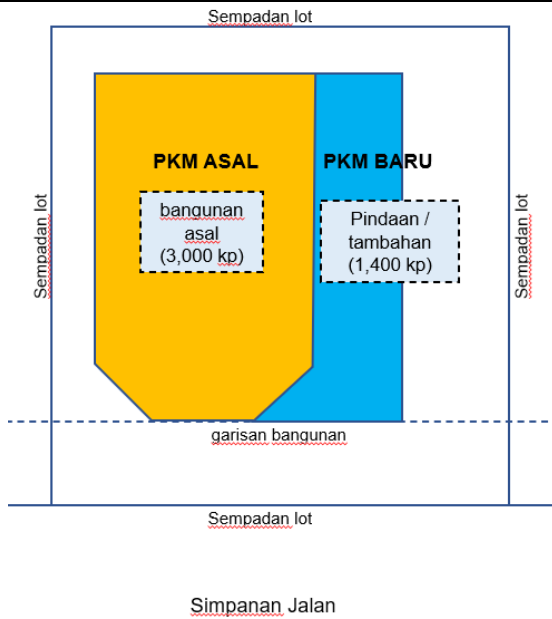 Sempadan lot
PKM ASAL
PKM BARU
bangunan
asal
(3,000 kp)
Pindaan /
tambahan
(1,400 kp)
Sempadan lot
Sempadan lot
garisan bangunan
Sempadan lot
Simpanan Jalan